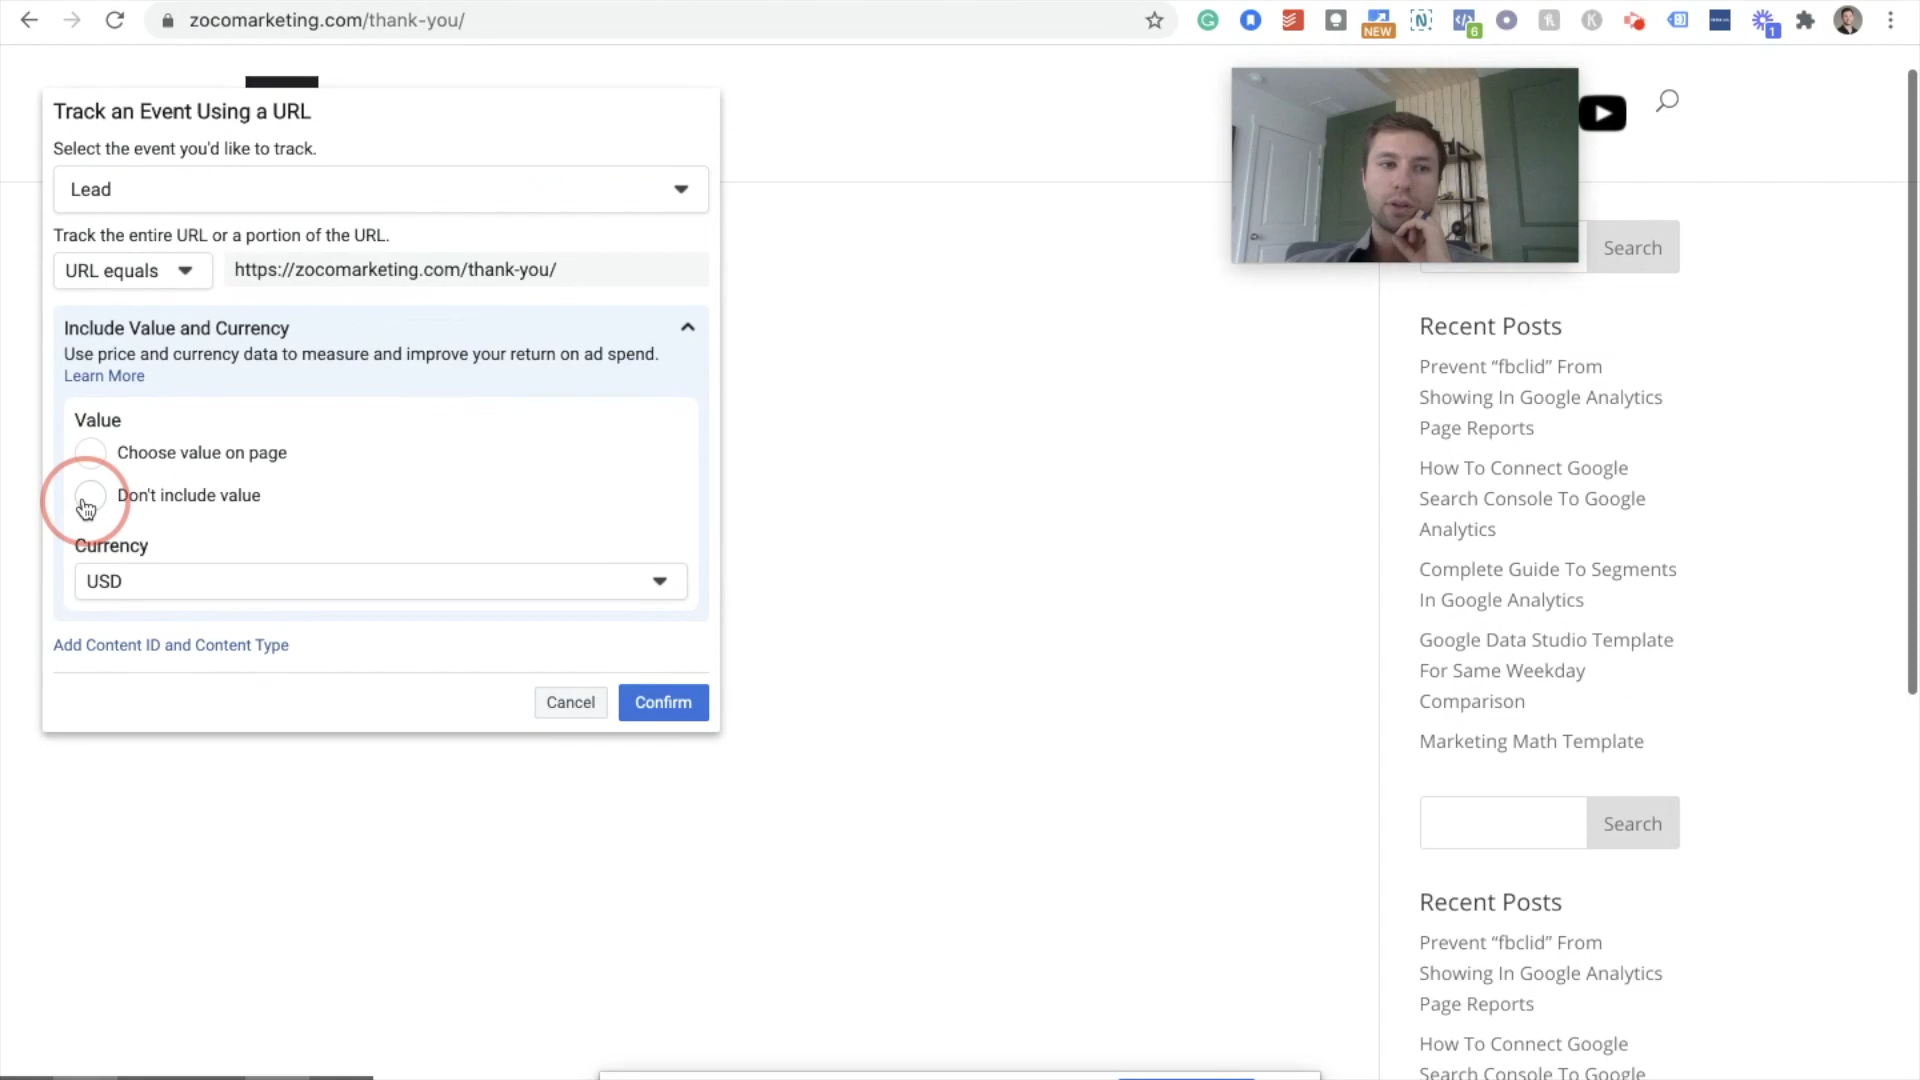 zocomarketing.com/thank-you/
NEW
6
1
Track an Event Using a URL
Select the event you'd like to track.
Lead
Track the entire URL or a portion of the URL.
URL equals
https://zocomarketing.com/thank-you/
Include Value and Currency
Use price and currency data to measure and improve your return on ad spend.
Learn More
Value
Choose value on page
Don't include value
Currency
USD
Add Content ID and Content Type
Cancel
Confirm
Search
Recent Posts
Prevent “fbclid” From
Showing In Google Analytics
Page Reports
How To Connect Google
Search Console To Google
Analytics
Complete Guide To Segments
In Google Analytics
Google Data Studio Template
For Same Weekday
Comparison
Marketing Math Template
Search
Recent Posts
Prevent “fbclid” From
Showing In Google Analytics
Page Reports
How To Connect Google
Search Console To Google